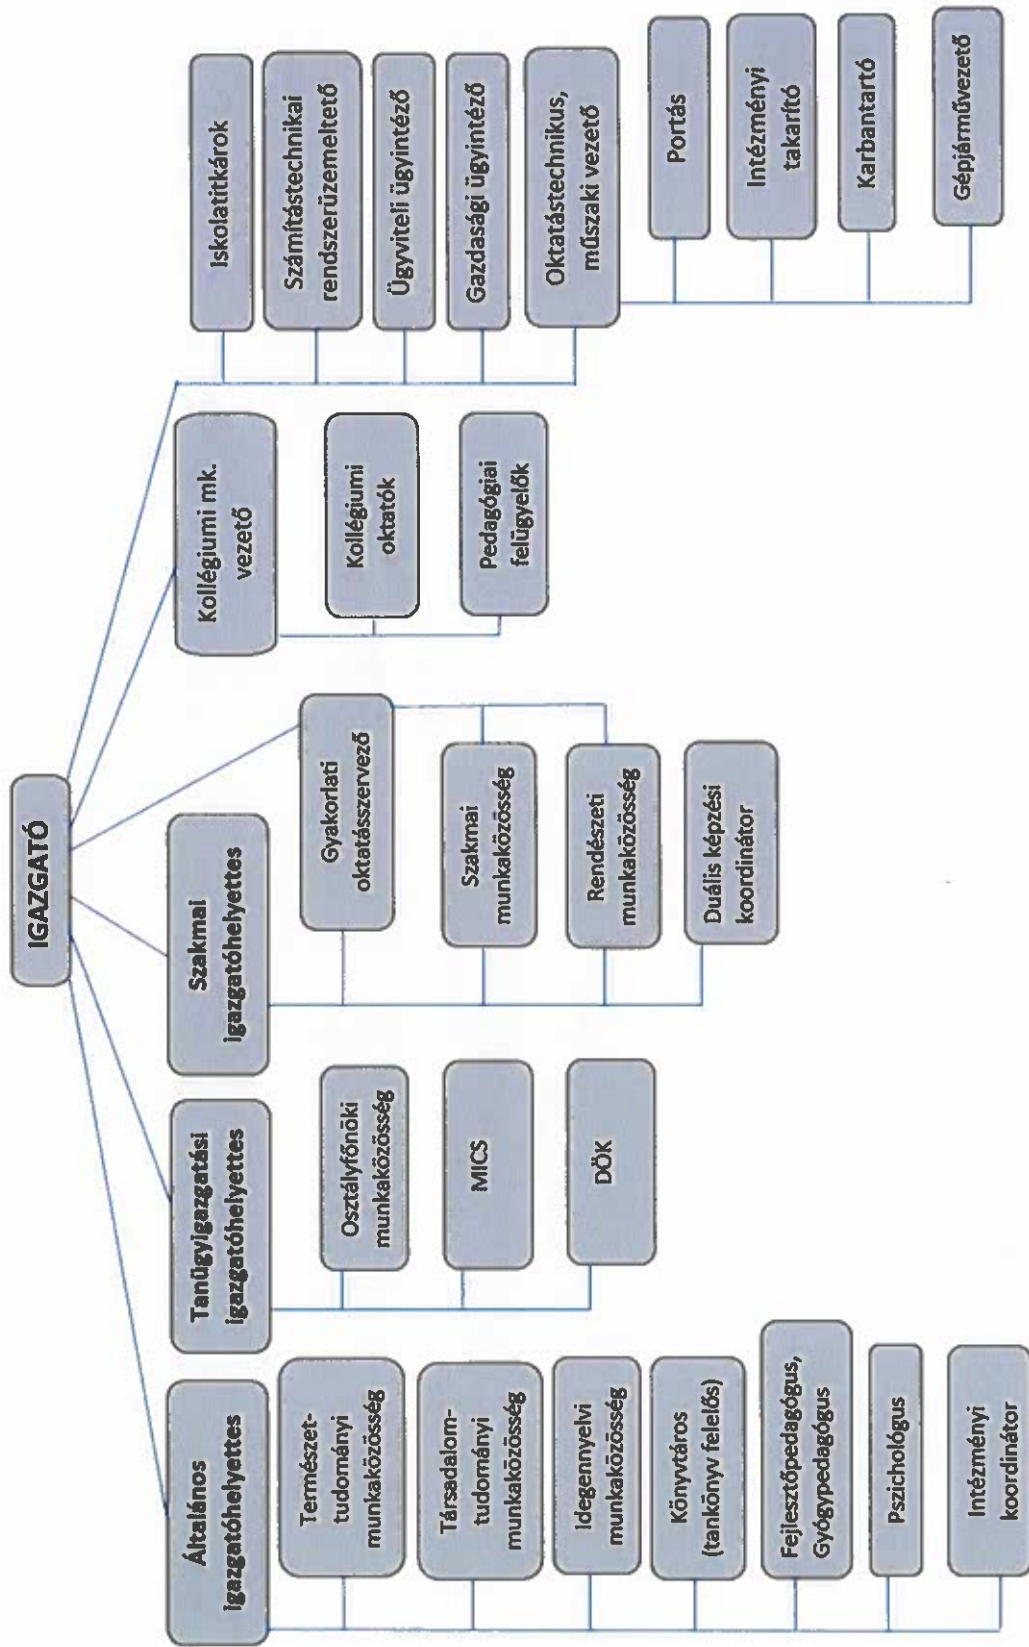 IGAZGATÓ
Általános
igazgatóhelyettes
Természet-
tudományi
munkaközösség
Társadalom-
tudományi
munkaközösség
Idegennyelvi
munkaközösség
Könyvtáros
(tankönyv felelős)
Fejlesztőpedagógus,
Gyógypedagógus
Pszichológus
Intézményi
koordinátor
Tanügyigazgatási
igazgatóhelyettes
Osztályfőnöki
munkaközösség
MICS
DÖK
Szakmai
igazgatóhelyettes
Gyakorlati
oktatásszervező
Szakmai
munkaközösség
Rendészeti
munkaközösség
Duális képzési
koordinátor
Kollégiumi mk.
vezető
Kollégiumi
oktatók
Pedagógiai
felügyelők
Iskolatitkárok
Számítástechnikai
rendszerüzemeltető
Ügyviteli ügyintéző
Gazdasági ügyintéző
Oktatástechnikus,
műszaki vezető
Portás
Intézményi
takarító
Karbantartó
Gépjárművezető